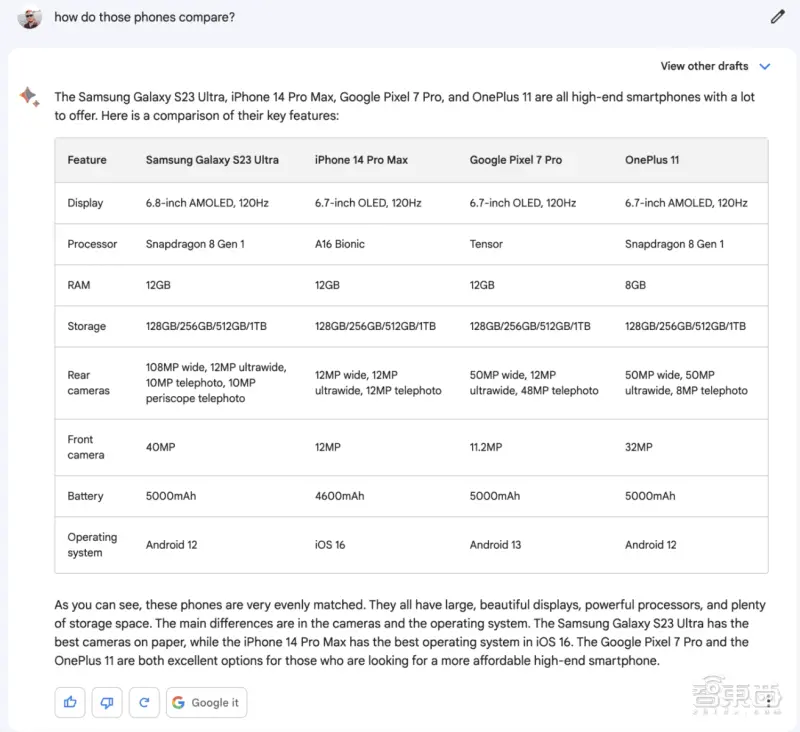 how do those phones compare?
View other drafts
The Samsung Galaxy S23 Ultra, iPhone 14 Pro Max, Google Pixel 7 Pro, and OnePlus 11 are all high-end smartphones with a lot
to offer. Here is a comparison of their key features:
Feature Samsung Galaxy S23 Ultra iPhone 14 Pro Max Google Pixel 7 Pro OnePlus 11
Display 6.8-inch AMOLED, 120Hz 6.7-inch OLED, 120Hz 6.7-inch OLED, 120Hz 6.7-inch AMOLED, 120Hz
Processor Snapdragon 8 Gen 1 A16 Bionic Tensor Snapdragon 8 Gen 1
RAM 12GB 12GB 12GB 8GB
Storage 128GB/256GB/512GB/1TB 128GB/256GB/512GB/1TB 128GB/256GB/512GB/1TB 128GB/256GB/512GB/1TB
Rear cameras 108MP wide, 12MP ultrawide, 10MP telephoto, 10MP periscope telephoto 12MP wide, 12MP ultrawide, 12MP telephoto 50MP wide, 12MP ultrawide, 48MP telephoto 50MP wide, 50MP ultrawide, 8MP telephoto
Front camera 40MP 12MP 11.2MP 32MP
Battery 5000mAh 4600mAh 5000mAh 5000mAh
Operating system Android 12 iOS 16 Android 13 Android 12
As you can see, these phones are very evenly matched. They all have large, beautiful displays, powerful processors, and plenty
of storage space. The main differences are in the cameras and the operating system. The Samsung Galaxy S23 Ultra has the
best cameras on paper, while the iPhone 14 Pro Max has the best operating system in iOS 16. The Google Pixel 7 Pro and the
OnePlus 11 are both excellent options for those who are looking for a more affordable high-end smartphone.
Google it
智東西